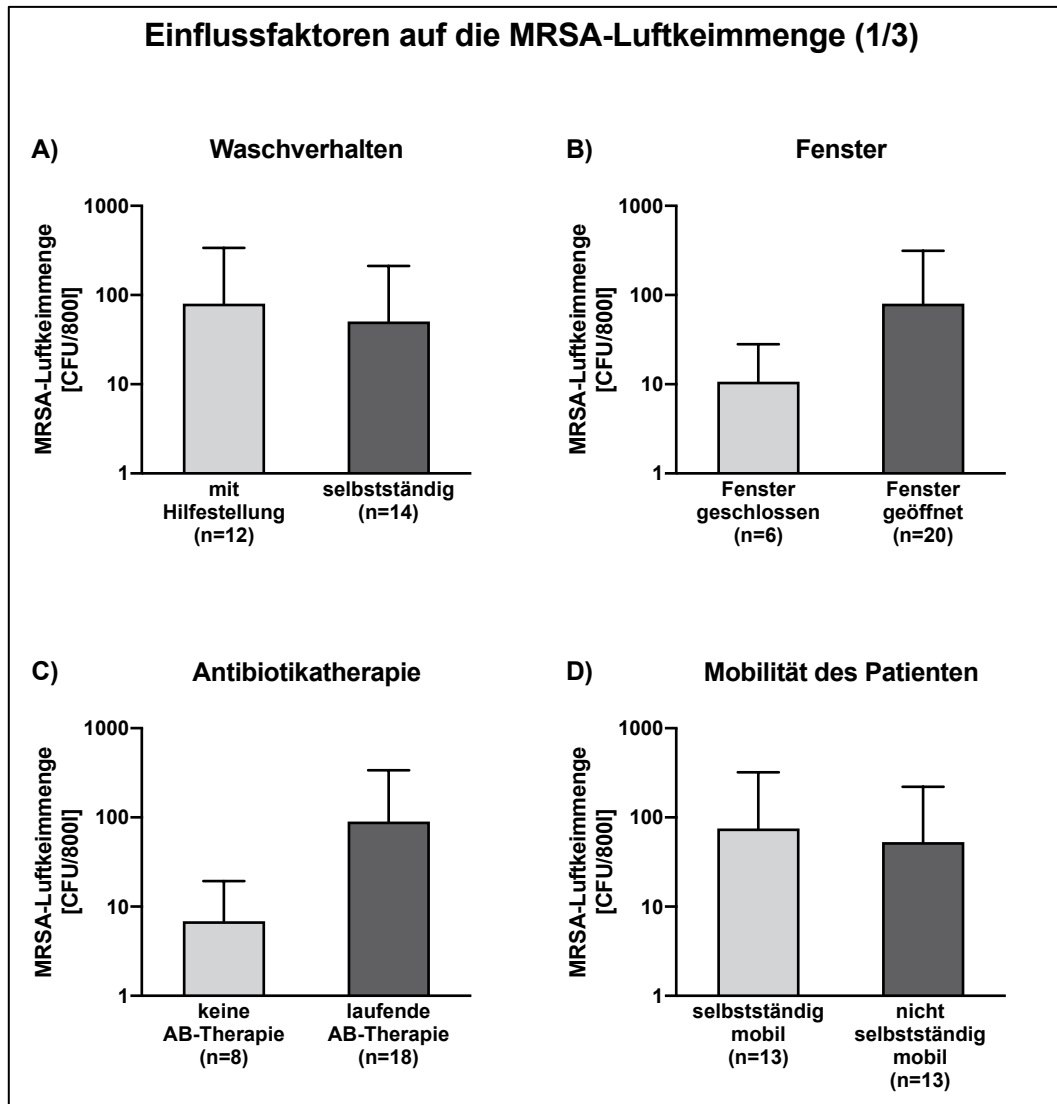 Einflussfaktoren auf die MRSA-Luftkeimmenge (1/3)
A) Waschverhalten
MRSA-Luftkeimmenge
[CFU/800l]
1000
100
10
1
mit
Hilfestellung
(n=12)
selbstständig
(n=14)
B) Fenster
MRSA-Luftkeimmenge
[CFU/800l]
1000
100
10
1
Fenster
geschlossen
(n=6)
Fenster
geöffnet
(n=20)
C) Antibiotikatherapie
MRSA-Luftkeimmenge
[CFU/800l]
1000
100
10
1
keine
AB-Therapie
(n=8)
laufende
AB-Therapie
(n=18)
D) Mobilität des Patienten
MRSA-Luftkeimmenge
[CFU/800l]
1000
100
10
1
selbstständig
mobil
(n=13)
nicht
selbstständig
mobil
(n=13)